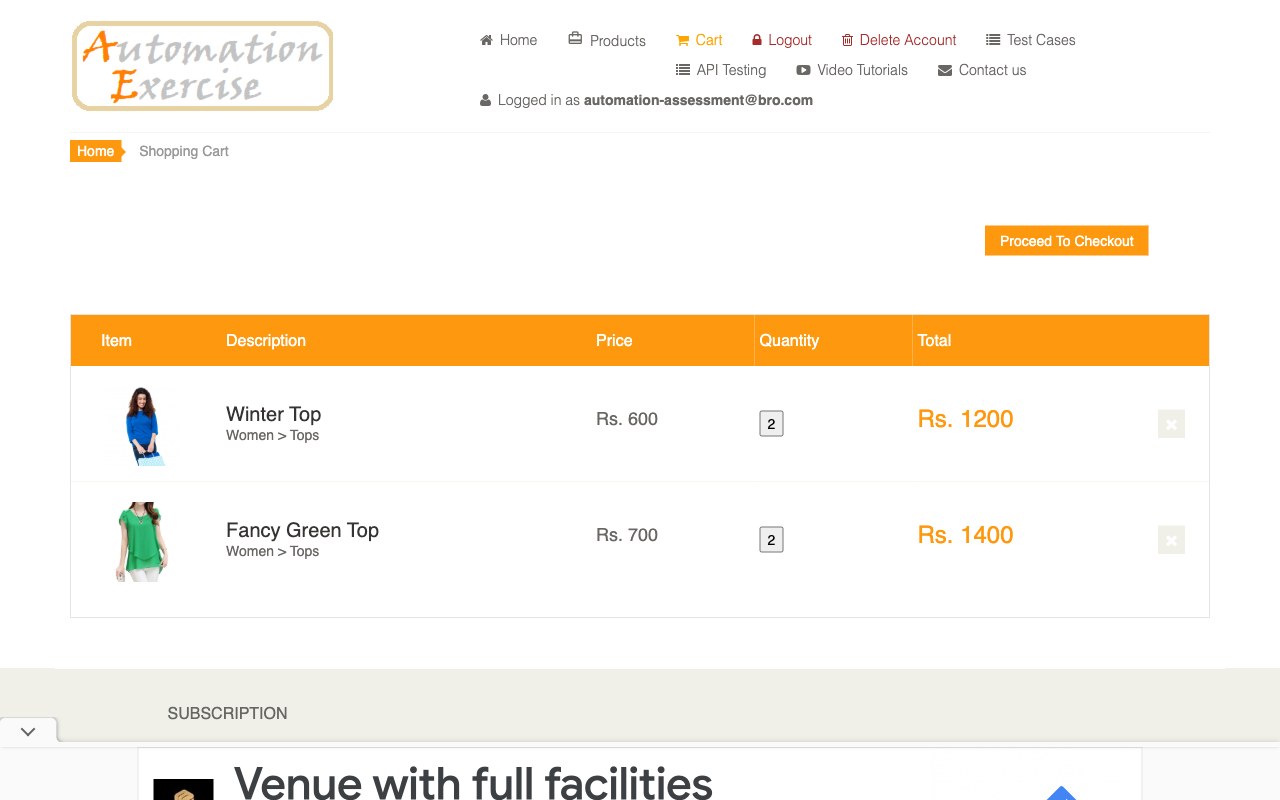 Automation
Exercise
Home
Products
Cart
Logout
Delete Account
Test Cases
API Testing
Video Tutorials
Contact us
Logged in as automation-assessment@bro.com
Home
Shopping Cart
Proceed To Checkout
Item
Description
Price
Quantity
Total
Winter Top
Women > Tops
Rs. 600
2
Rs. 1200
Fancy Green Top
Women > Tops
Rs. 700
2
Rs. 1400
SUBSCRIPTION
Venue with full facilities